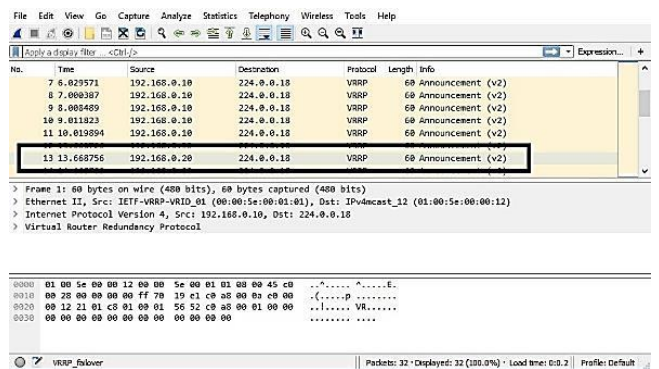 File Edit View Go Capture Analyze Statistics Telephony Wireless Tools Help
Apply a display filter ... <Ctrl-/> Expression... +
No. Time Source Destination Protocol Length Info
7 6.029571 192.168.0.10 224.0.0.18 VRRP 60 Announcement (v2)
8 7.000387 192.168.0.10 224.0.0.18 VRRP 60 Announcement (v2)
9 8.008489 192.168.0.10 224.0.0.18 VRRP 60 Announcement (v2)
10 9.011823 192.168.0.10 224.0.0.18 VRRP 60 Announcement (v2)
11 10.019894 192.168.0.10 224.0.0.18 VRRP 60 Announcement (v2)
13 13.668756 192.168.0.20 224.0.0.18 VRRP 60 Announcement (v2)
> Frame 1: 60 bytes on wire (480 bits), 60 bytes captured (480 bits)
> Ethernet II, Src: IETF-VRRP-VRID_01 (00:00:5e:00:01:01), Dst: IPv4mcast_12 (01:00:5e:00:00:12)
> Internet Protocol Version 4, Src: 192.168.0.10, Dst: 224.0.0.18
> Virtual Router Redundancy Protocol
0000 01 00 5e 00 00 12 00 00 5e 00 01 01 08 00 45 c0 ..^..... ^.....E.
0010 00 28 00 00 00 00 ff 70 19 e1 c0 a8 00 0a e0 00 .(.....p ........
0020 00 12 21 01 c8 01 00 01 56 52 c0 a8 00 01 00 00 ..!..... VR......
0030 00 00 00 00 00 00 00 00 00 00 00 00 ........ ....
VRRP_failover Packets: 32 · Displayed: 32 (100.0%) · Load time: 0:0.2 Profile: Default